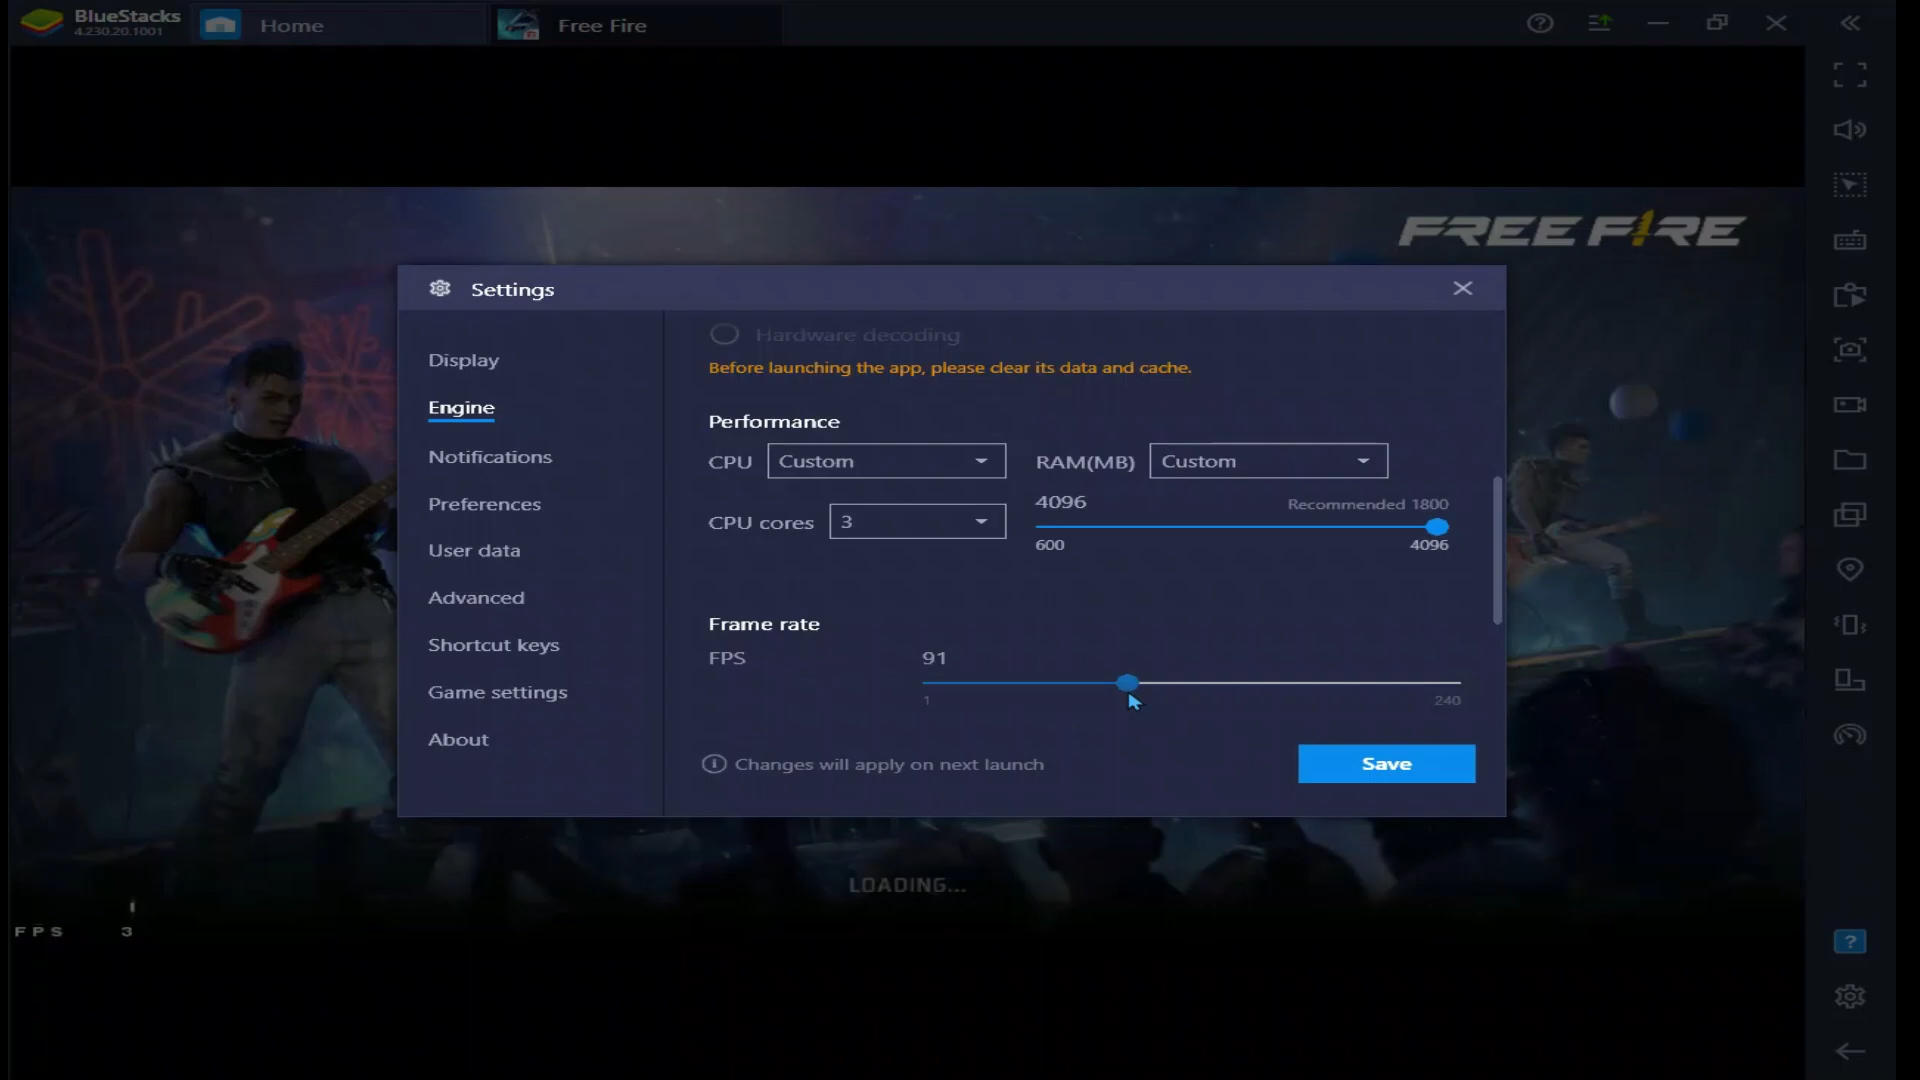 BlueStacks
4.230.20.1001
Home
Free Fire
FREE FIRE
Settings
Display
Engine
Notifications
Preferences
User data
Advanced
Shortcut keys
Game settings
About
Hardware decoding
Before launching the app, please clear its data and cache.
Performance
CPU Custom RAM(MB) Custom
4096 Recommended 1800
CPU cores 3
600 4096
Frame rate
FPS 91
1 240
Changes will apply on next launch
Save
LOADING...
FPS 3